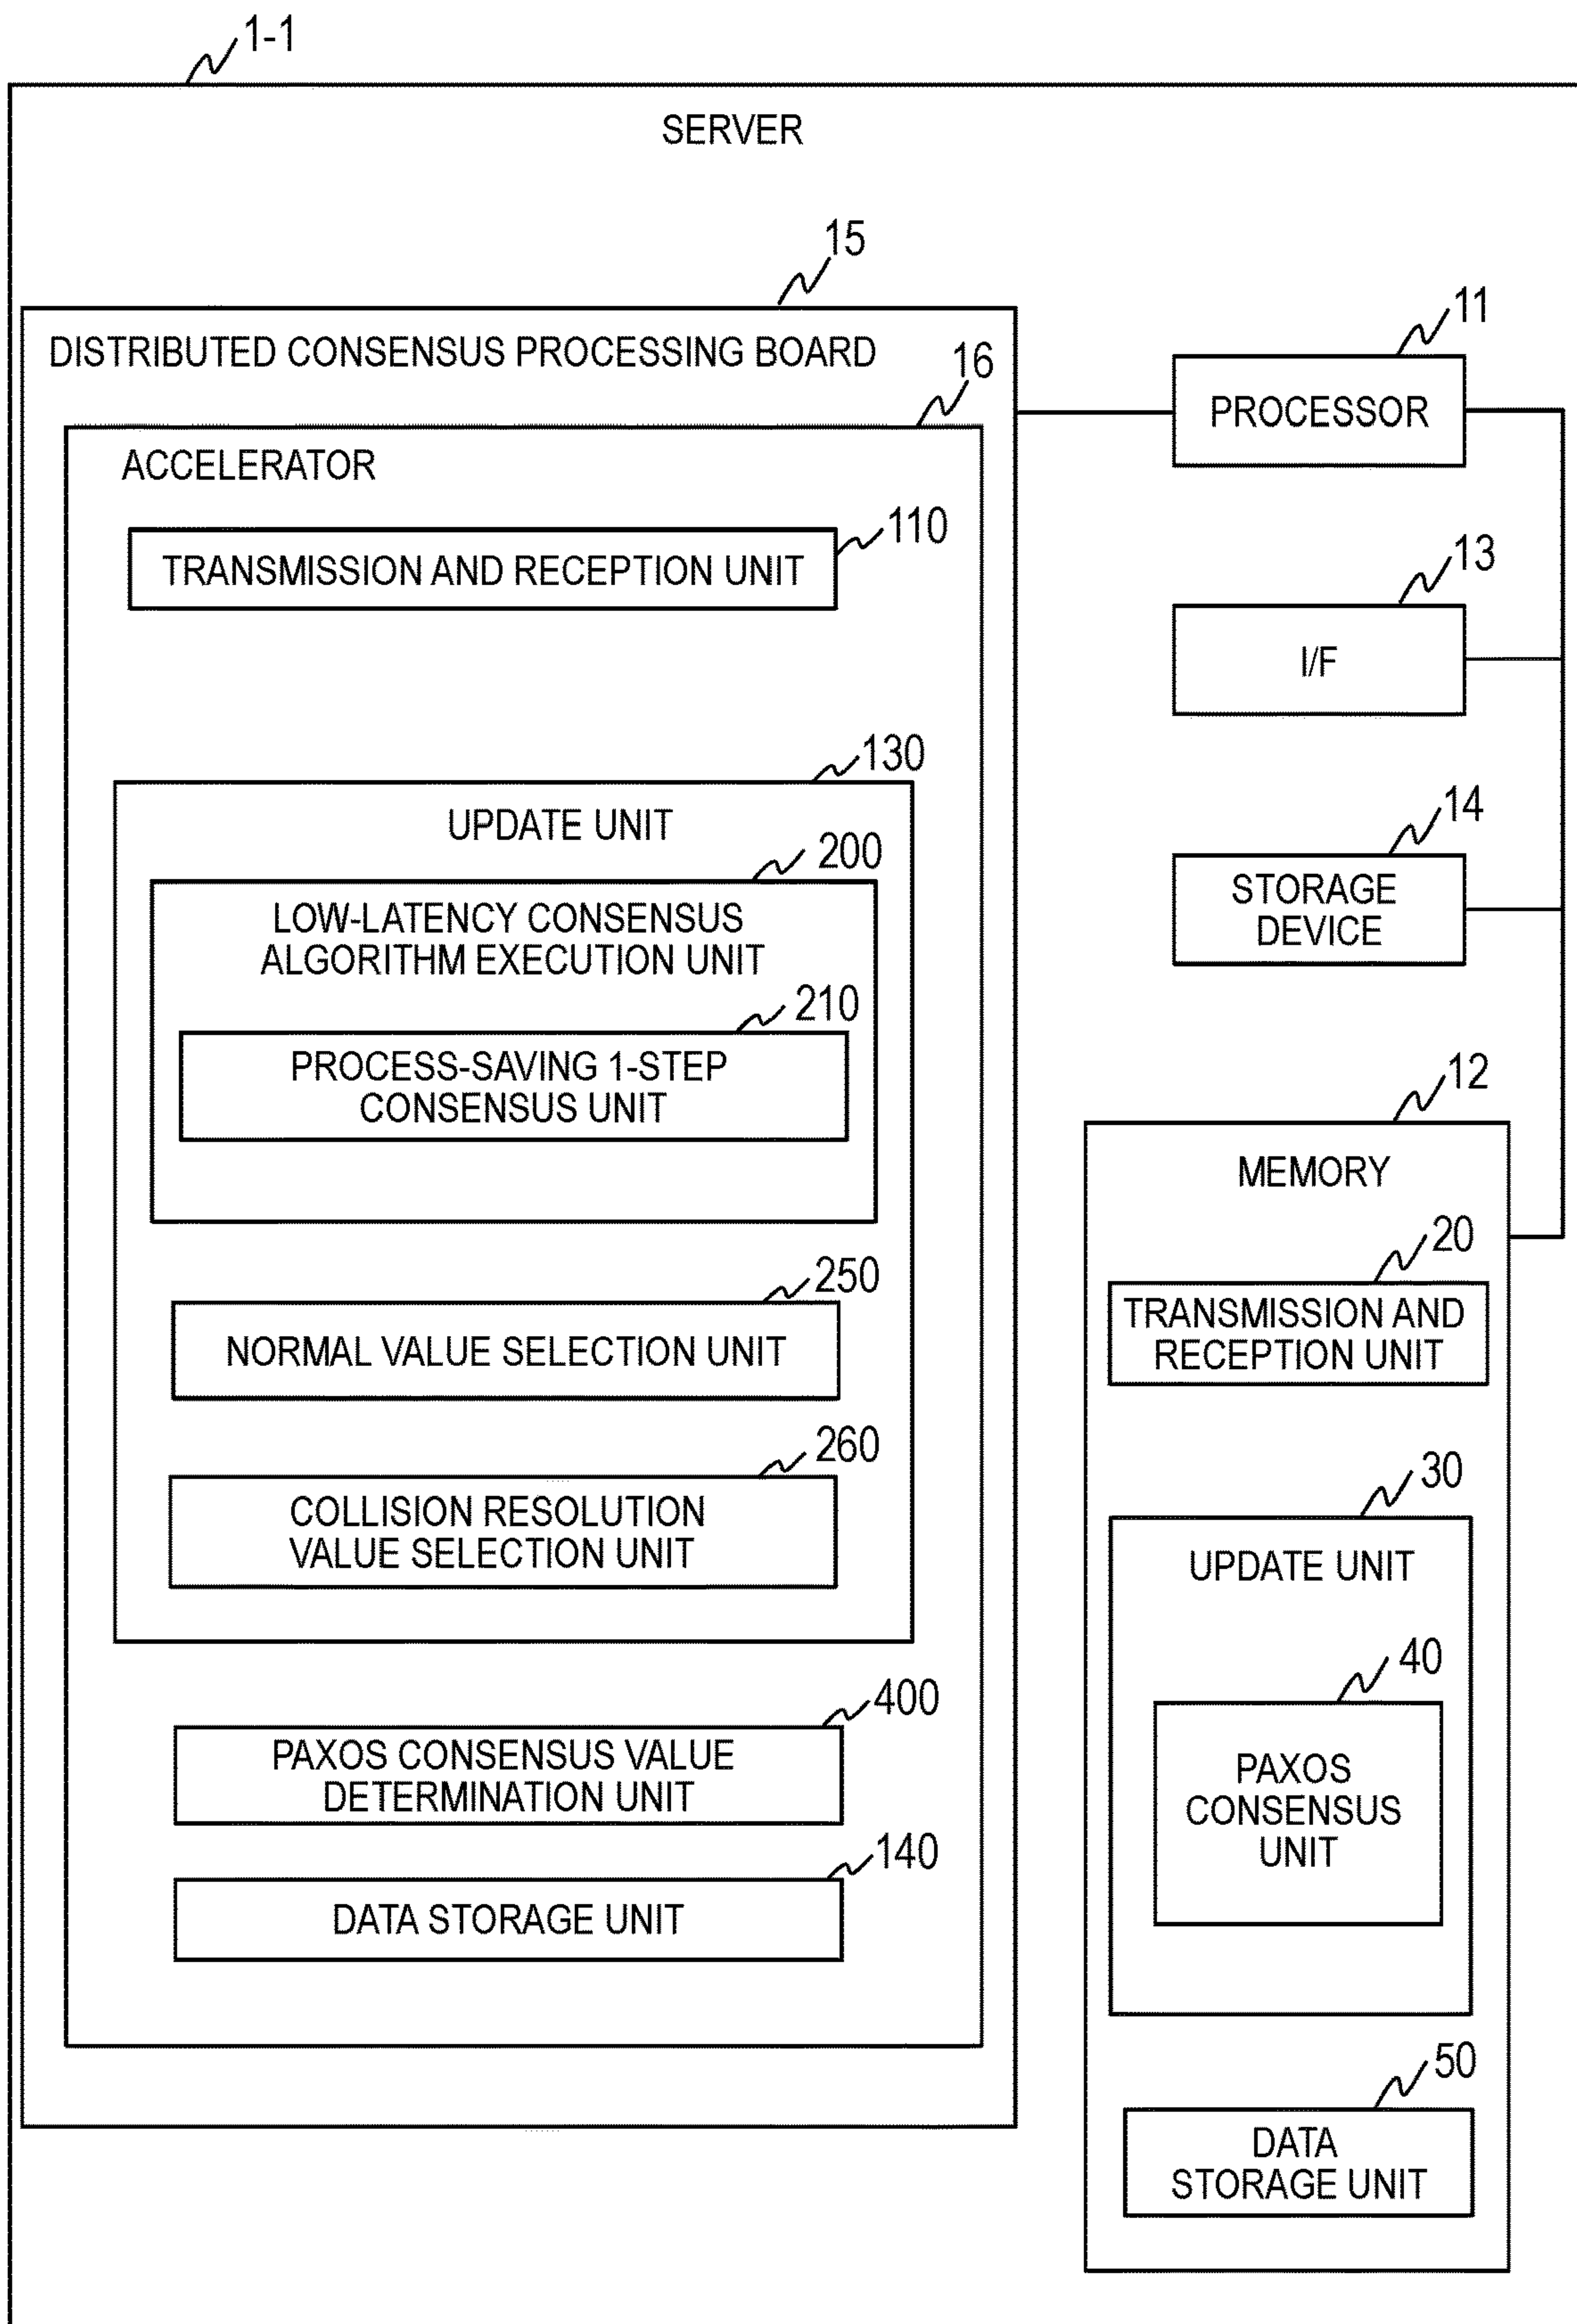 1-1
SERVER
15
DISTRIBUTED CONSENSUS PROCESSING BOARD
16
ACCELERATOR
110
TRANSMISSION AND RECEPTION UNIT
130
UPDATE UNIT
200
LOW-LATENCY CONSENSUS
ALGORITHM EXECUTION UNIT
210
PROCESS-SAVING 1-STEP
CONSENSUS UNIT
250
NORMAL VALUE SELECTION UNIT
260
COLLISION RESOLUTION
VALUE SELECTION UNIT
400
PAXOS CONSENSUS VALUE
DETERMINATION UNIT
140
DATA STORAGE UNIT
11
PROCESSOR
13
I/F
14
STORAGE
DEVICE
12
MEMORY
20
TRANSMISSION AND
RECEPTION UNIT
30
UPDATE UNIT
40
PAXOS
CONSENSUS
UNIT
50
DATA
STORAGE UNIT